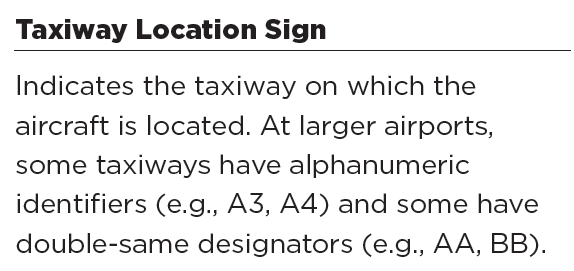 Taxiway Location Sign
Indicates the taxiway on which the
aircraft is located. At larger airports,
some taxiways have alphanumeric
identifiers (e.g., A3, A4) and some have
double-same designators (e.g., AA, BB).